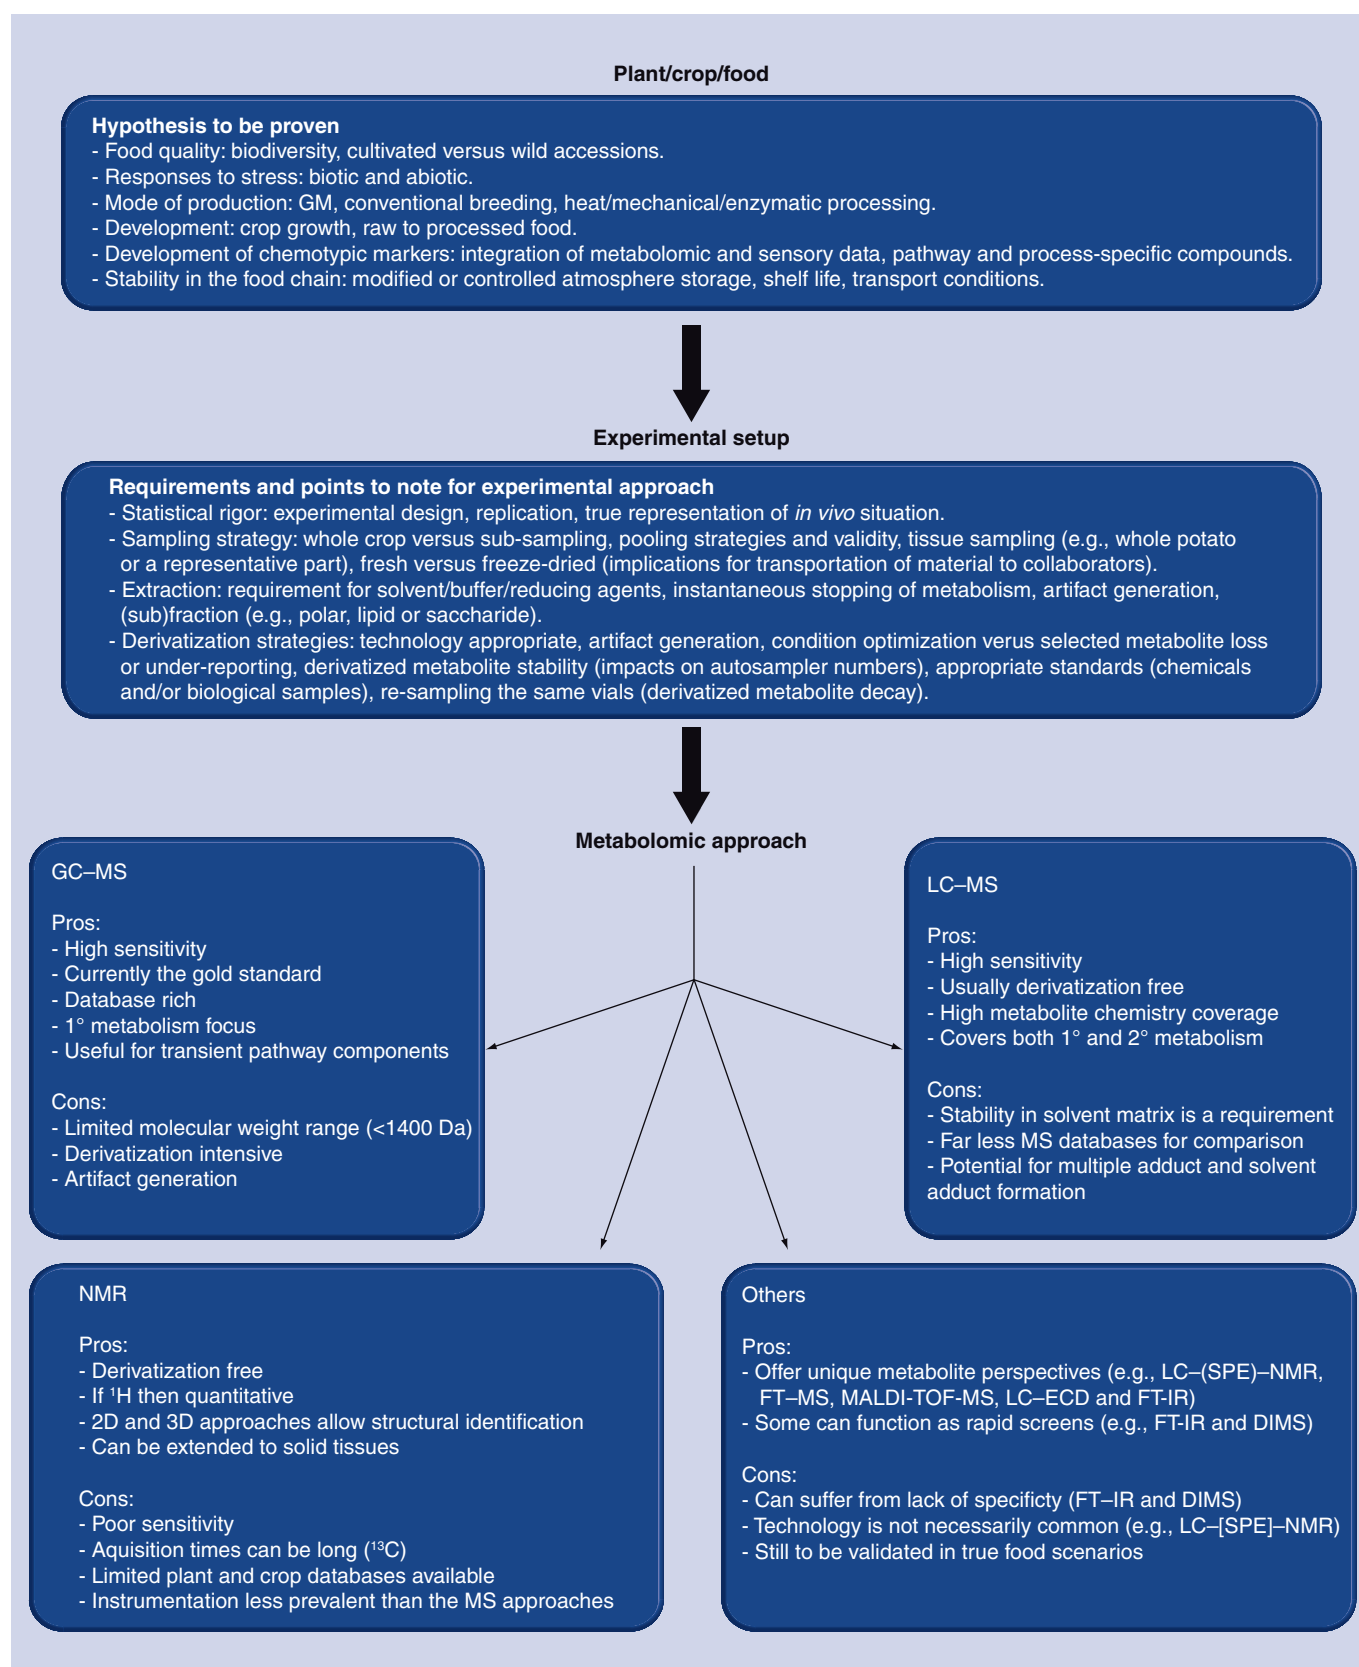 Plant/crop/food
Hypothesis to be proven
- Food quality: biodiversity, cultivated versus wild accessions.
- Responses to stress: biotic and abiotic.
- Mode of production: GM, conventional breeding, heat/mechanical/enzymatic processing.
- Development: crop growth, raw to processed food.
- Development of chemotypic markers: integration of metabolomic and sensory data, pathway and process-specific compounds.
- Stability in the food chain: modified or controlled atmosphere storage, shelf life, transport conditions.
Experimental setup
Requirements and points to note for experimental approach
- Statistical rigor: experimental design, replication, true representation of in vivo situation.
- Sampling strategy: whole crop versus sub-sampling, pooling strategies and validity, tissue sampling (e.g., whole potato
or a representative part), fresh versus freeze-dried (implications for transportation of material to collaborators).
- Extraction: requirement for solvent/buffer/reducing agents, instantaneous stopping of metabolism, artifact generation,
(sub)fraction (e.g., polar, lipid or saccharide).
- Derivatization strategies: technology appropriate, artifact generation, condition optimization verus selected metabolite loss
or under-reporting, derivatized metabolite stability (impacts on autosampler numbers), appropriate standards (chemicals
and/or biological samples), re-sampling the same vials (derivatized metabolite decay).
Metabolomic approach
GC–MS
Pros:
- High sensitivity
- Currently the gold standard
- Database rich
- 1° metabolism focus
- Useful for transient pathway components
Cons:
- Limited molecular weight range (<1400 Da)
- Derivatization intensive
- Artifact generation
LC–MS
Pros:
- High sensitivity
- Usually derivatization free
- High metabolite chemistry coverage
- Covers both 1° and 2° metabolism
Cons:
- Stability in solvent matrix is a requirement
- Far less MS databases for comparison
- Potential for multiple adduct and solvent
adduct formation
NMR
Pros:
- Derivatization free
- If ¹H then quantitative
- 2D and 3D approaches allow structural identification
- Can be extended to solid tissues
Cons:
- Poor sensitivity
- Aquisition times can be long (¹³C)
- Limited plant and crop databases available
- Instrumentation less prevalent than the MS approaches
Others
Pros:
- Offer unique metabolite perspectives (e.g., LC–(SPE)–NMR,
FT–MS, MALDI-TOF-MS, LC–ECD and FT-IR)
- Some can function as rapid screens (e.g., FT-IR and DIMS)
Cons:
- Can suffer from lack of specificty (FT–IR and DIMS)
- Technology is not necessarily common (e.g., LC–[SPE]–NMR)
- Still to be validated in true food scenarios